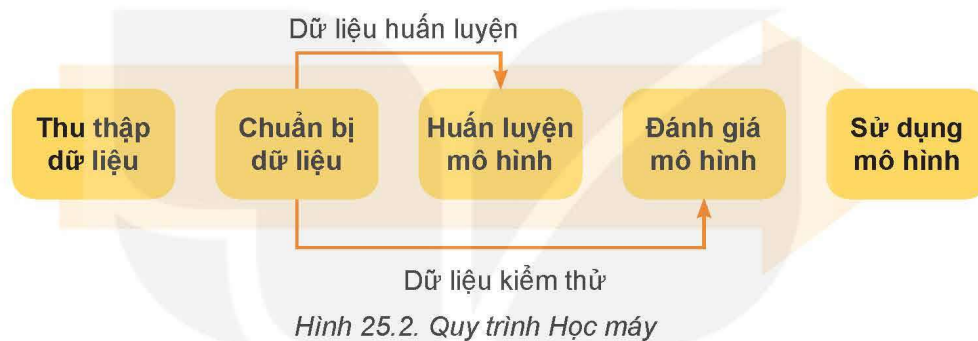 Dữ liệu huấn luyện
Thu thập
dữ liệu
Chuẩn bị
dữ liệu
Huấn luyện
mô hình
Đánh giá
mô hình
Sử dụng
mô hình
Dữ liệu kiểm thử
Hình 25.2. Quy trình Học máy